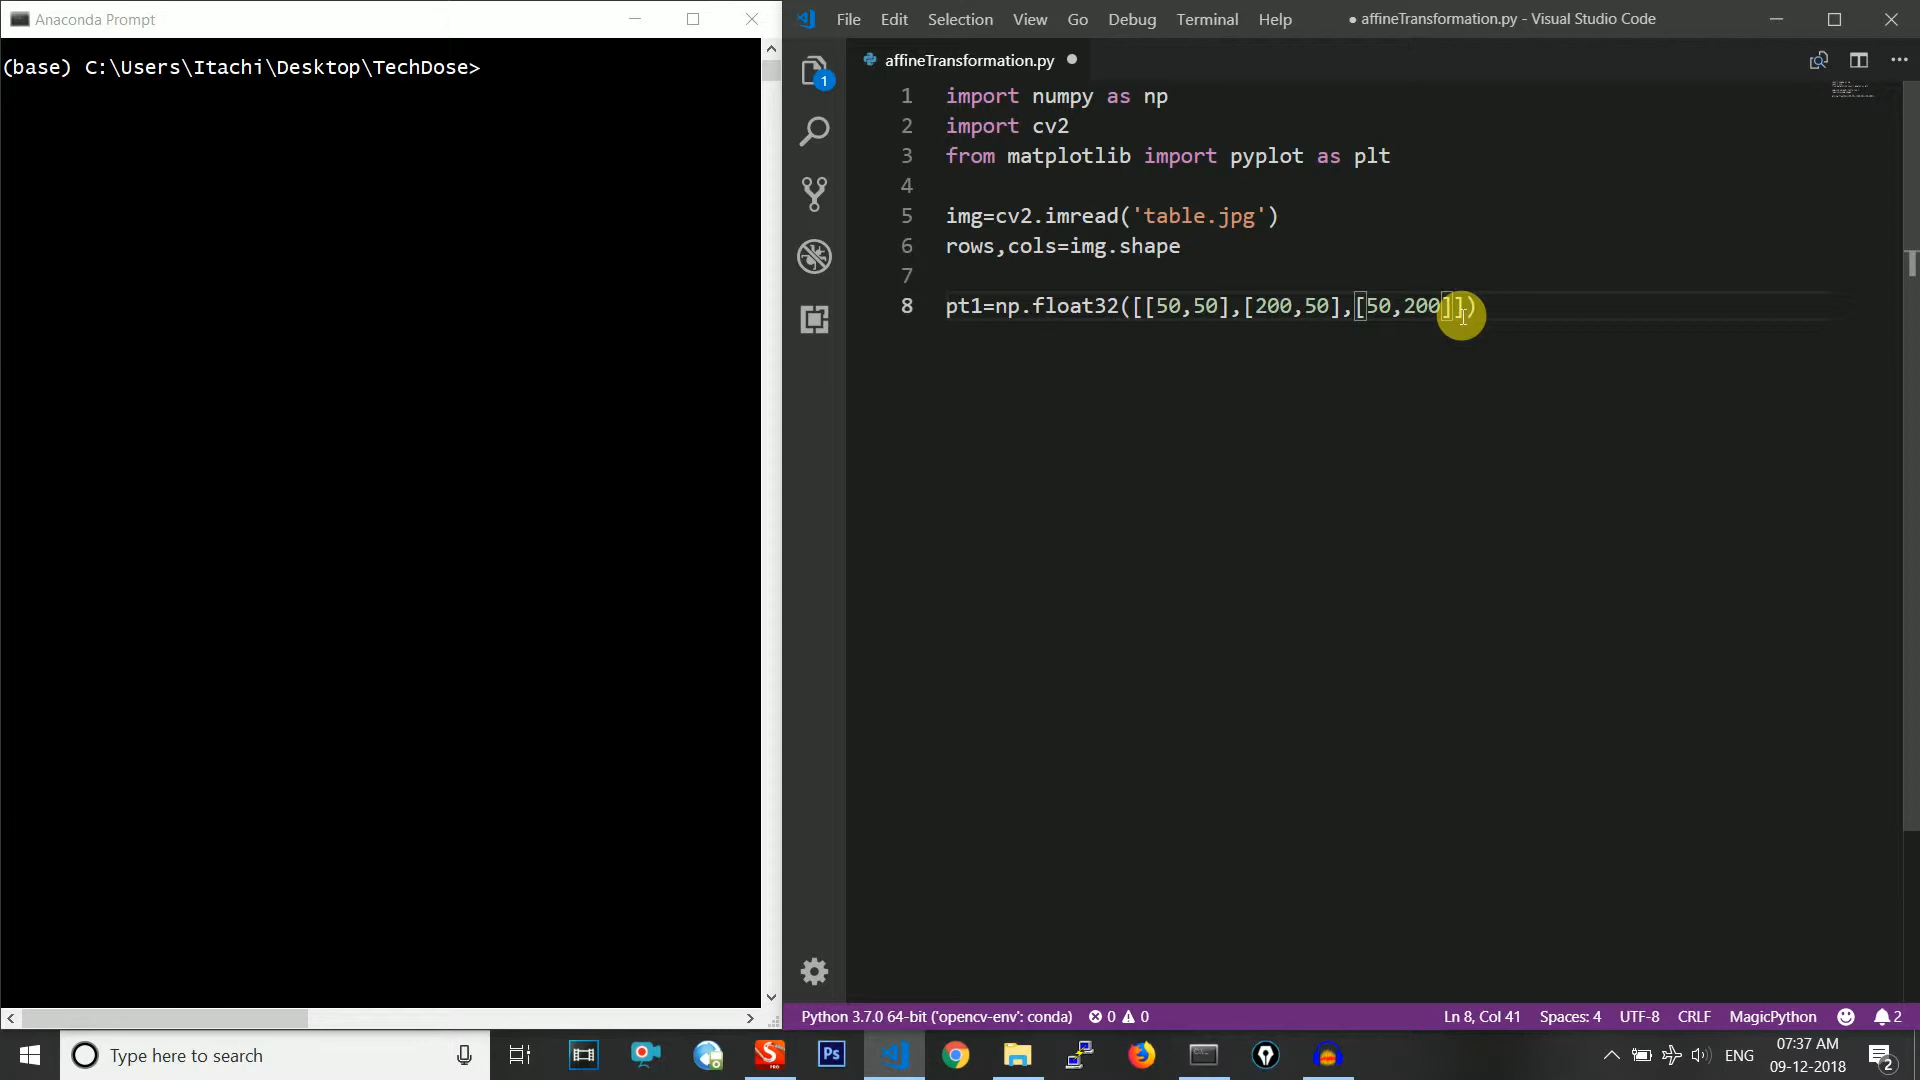 Anaconda Prompt
(base) C:\Users\Itachi\Desktop\TechDose>
File Edit Selection View Go Debug Terminal Help ● affineTransformation.py - Visual Studio Code
affineTransformation.py
1
1 import numpy as np
2 import cv2
3 from matplotlib import pyplot as plt
4
5 img=cv2.imread('table.jpg')
6 rows,cols=img.shape
7
8 pt1=np.float32([[50,50],[200,50],[50,200]])
Python 3.7.0 64-bit ('opencv-env': conda) 0 0 Ln 8, Col 41 Spaces: 4 UTF-8 CRLF MagicPython 2
Type here to search
Ps
ENG
07:37 AM
09-12-2018
2